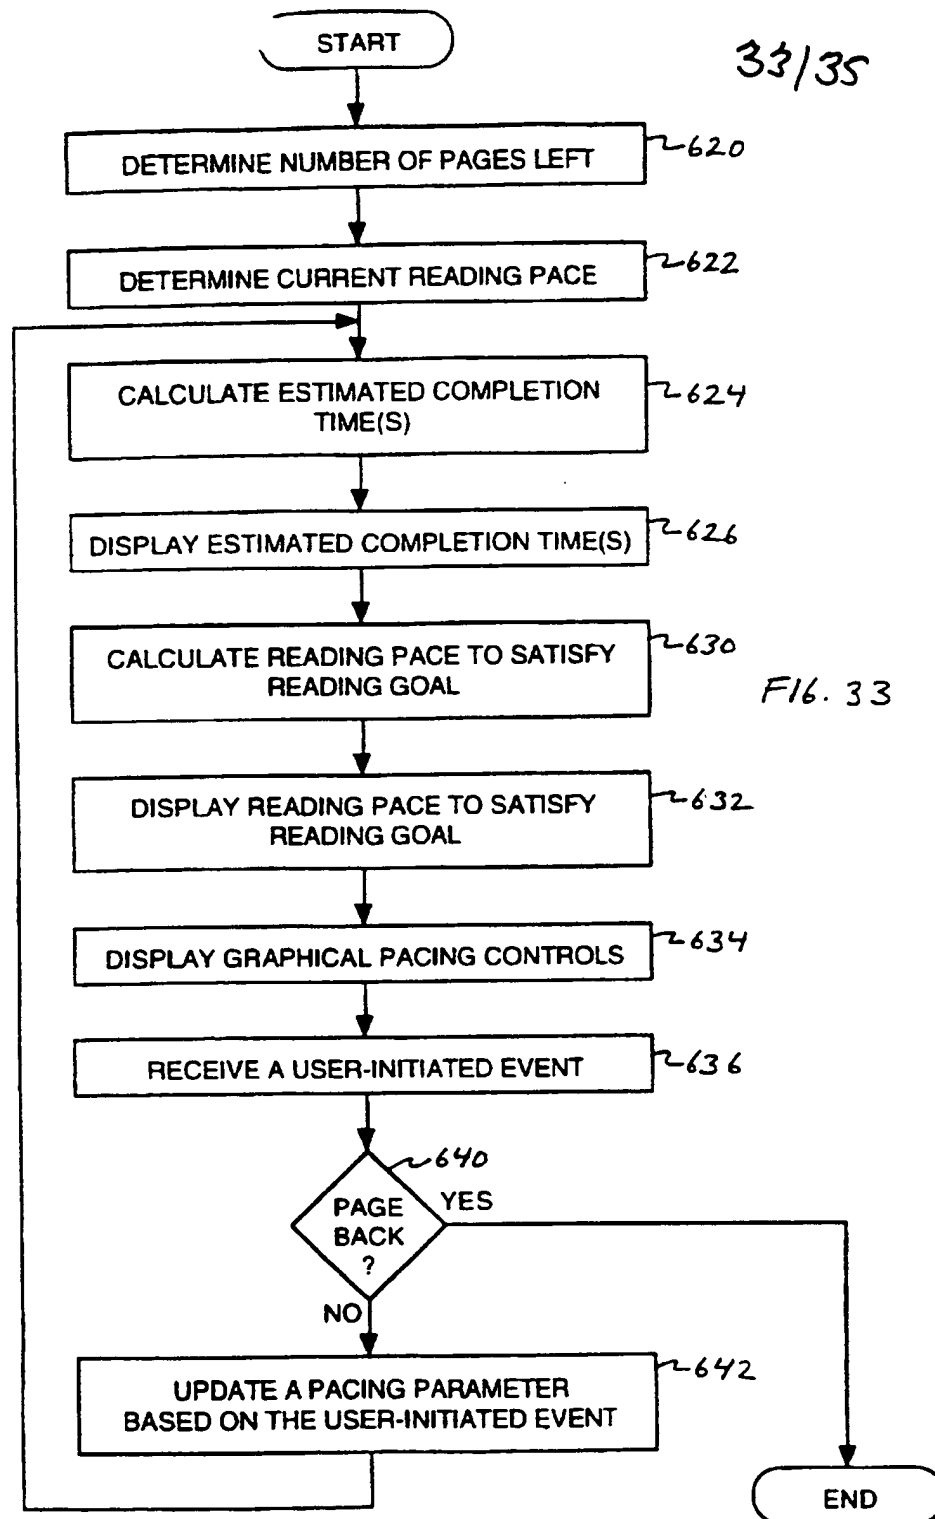 START
33/35
DETERMINE NUMBER OF PAGES LEFT
620
DETERMINE CURRENT READING PACE
622
CALCULATE ESTIMATED COMPLETION
TIME(S)
624
DISPLAY ESTIMATED COMPLETION TIME(S)
626
CALCULATE READING PACE TO SATISFY
READING GOAL
630
FIG. 33
DISPLAY READING PACE TO SATISFY
READING GOAL
632
DISPLAY GRAPHICAL PACING CONTROLS
634
RECEIVE A USER-INITIATED EVENT
636
640
PAGE
BACK
?
YES
NO
UPDATE A PACING PARAMETER
BASED ON THE USER-INITIATED EVENT
642
END